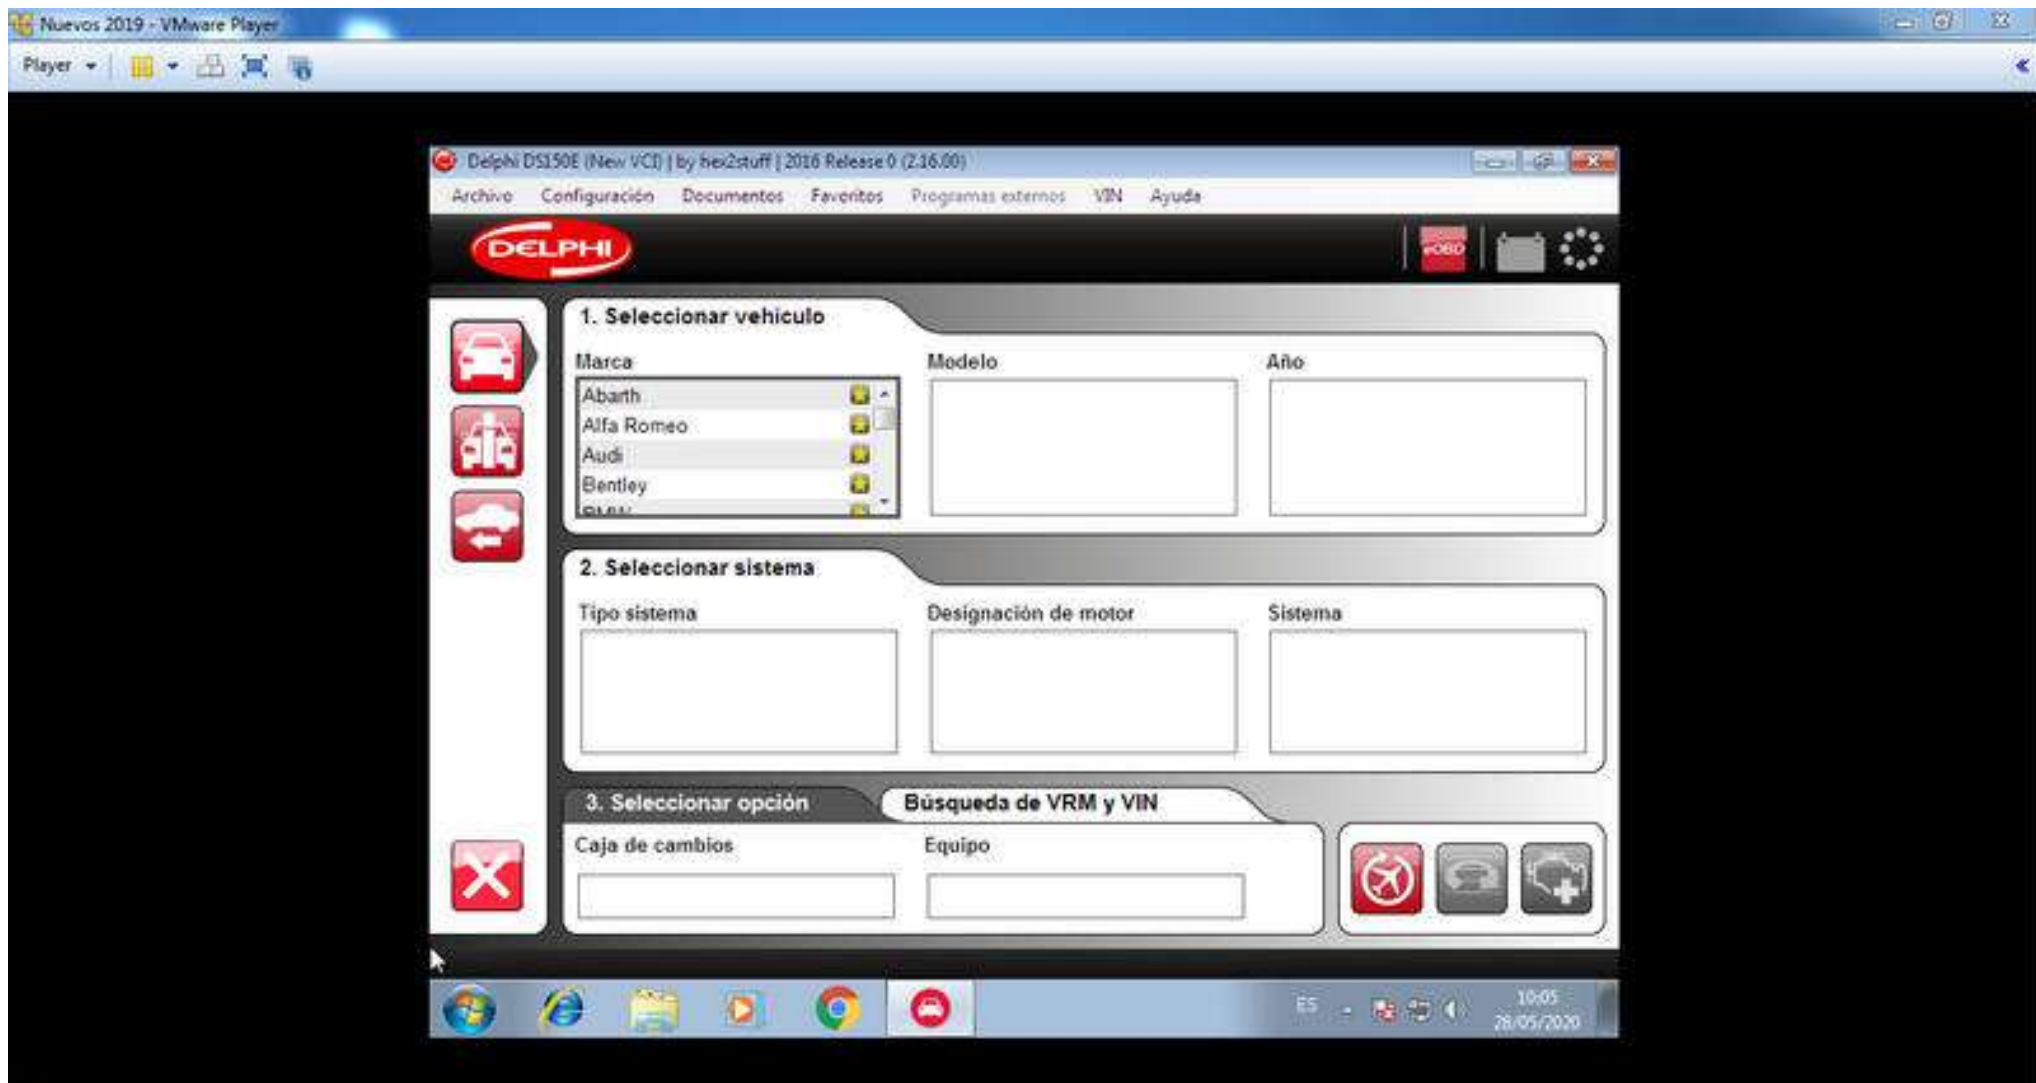 Nuevos 2019 - VMware Player
Player
Delphi DS150E (New VCI) | by hex2stuff | 2016 Release 0 (2.16.00)
Archivo Configuración Documentos Favoritos Programas externos VIN Ayuda
DELPHI
eOBD
1. Seleccionar vehículo
Marca Modelo Año
Abarth
Alfa Romeo
Audi
Bentley
BMW
2. Seleccionar sistema
Tipo sistema Designación de motor Sistema
3. Seleccionar opción Búsqueda de VRM y VIN
Caja de cambios Equipo
ES
10:05
28/05/2020